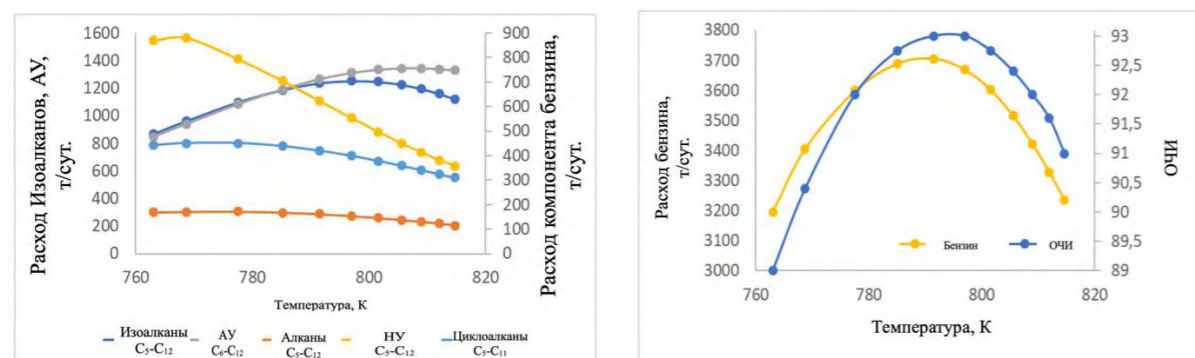 Расход Изоалканов, АУ,
т/сут.
1600
1400
1200
1000
800
600
400
200
0
900
800
700
600
500
400
300
200
100
0
Расход компонента бензина,
т/сут.
760
780
800
820
Температура, К
Изоалканы
C₅-C₁₂
АУ
C₆-C₁₂
Алканы
C₅-C₁₂
НУ
C₅-C₁₂
Циклоалканы
C₅-C₁₁
Расход бензина,
т/сут.
3800
3700
3600
3500
3400
3300
3200
3100
3000
93
92,5
92
91,5
91
90,5
90
89,5
89
ОЧИ
Бензин
ОЧИ
760
780
800
820
Температура, К